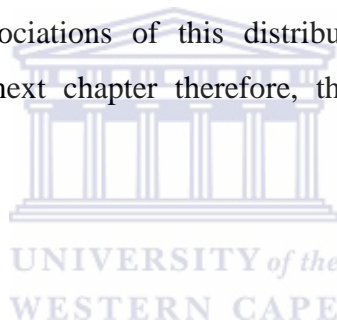 ociations of this distribu
next chapter therefore, th
UNIVERSITY of the
WESTERN CAPE